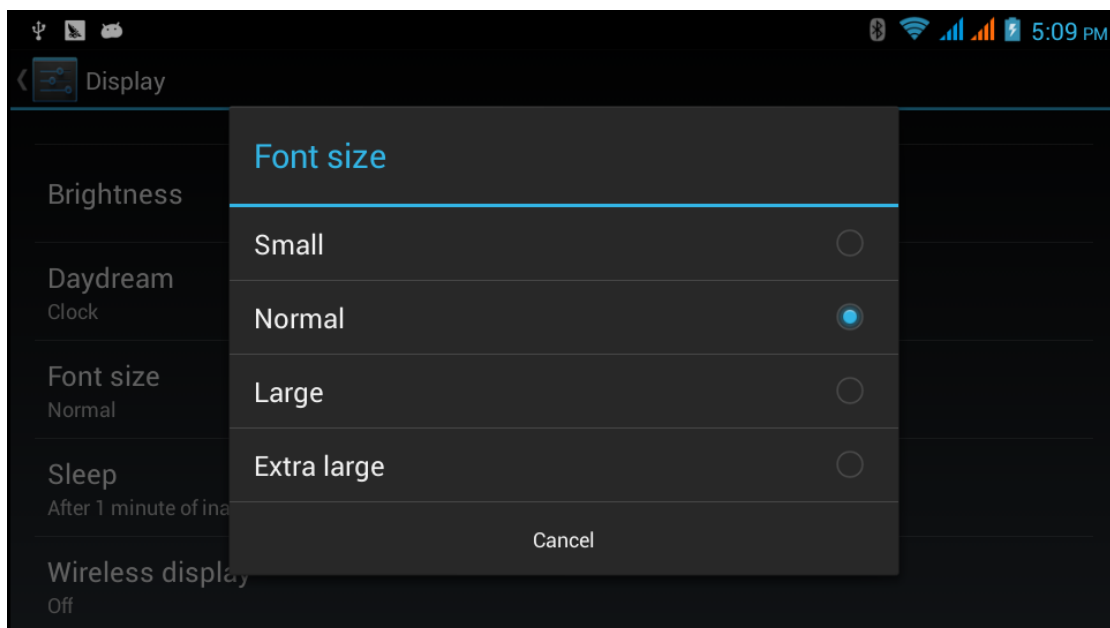 5:09 PM
Display
Font size
Brightness
Small
Daydream
Clock
Normal
Font size
Normal
Large
Sleep
After 1 minute of ina
Extra large
Cancel
Wireless display
Off